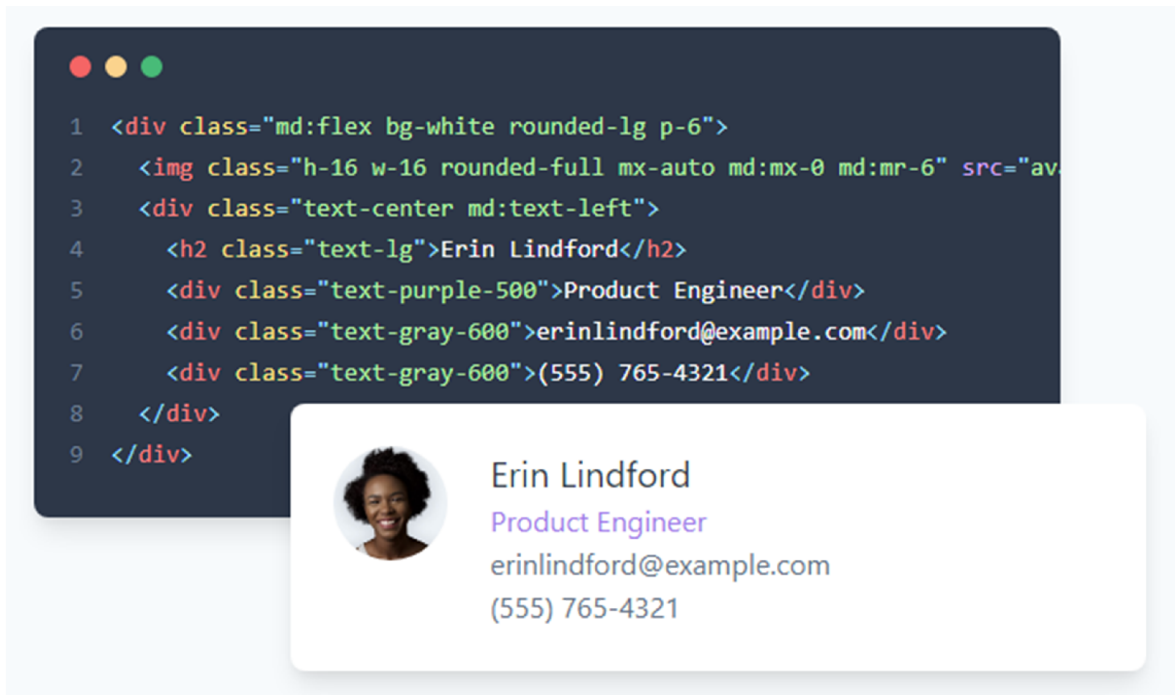 1 <div class="md:flex bg-white rounded-lg p-6">
2 <img class="h-16 w-16 rounded-full mx-auto md:mx-0 md:mr-6" src="av
3 <div class="text-center md:text-left">
4 <h2 class="text-lg">Erin Lindford</h2>
5 <div class="text-purple-500">Product Engineer</div>
6 <div class="text-gray-600">erinlindford@example.com</div>
7 <div class="text-gray-600">(555) 765-4321</div>
8 </div>
9 </div>
Erin Lindford
Product Engineer
erinlindford@example.com
(555) 765-4321